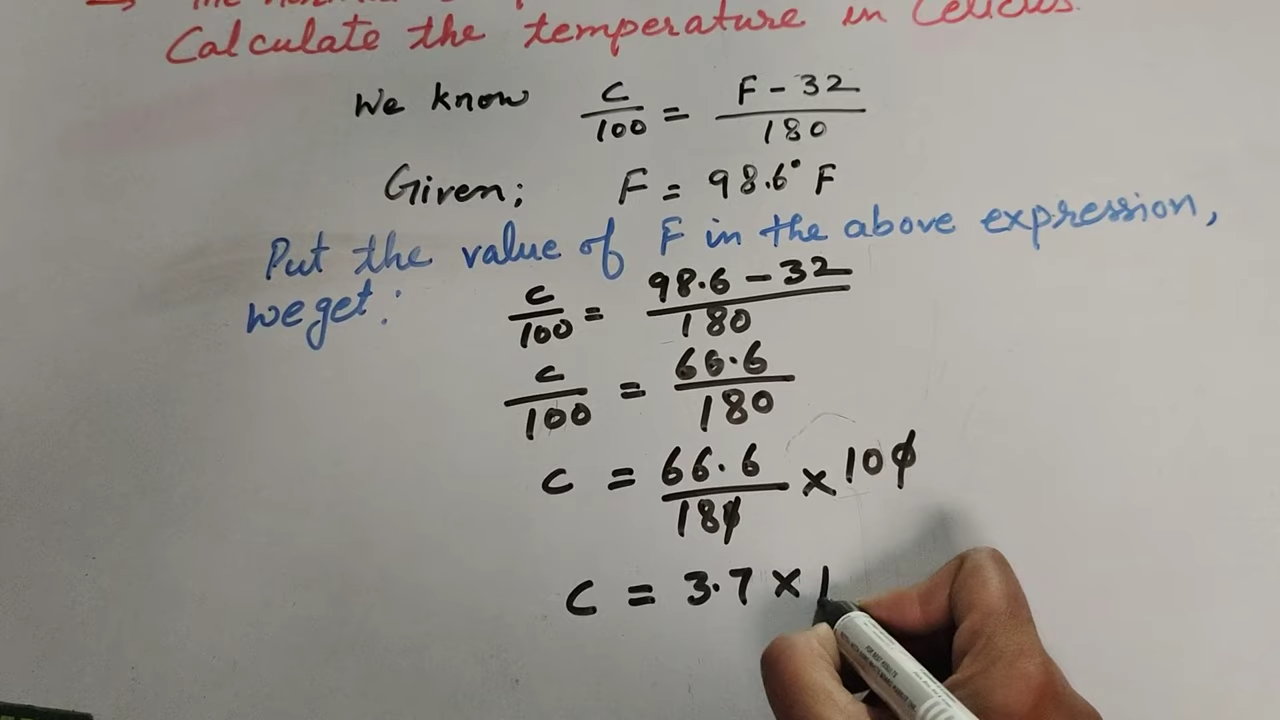 Calculate the temperature in Celicius.
We know C/100 = F - 32/180
Given; F = 98.6° F
Put the value of F in the above expression,
we get: C/100 = 98.6 - 32/180
C/100 = 66.6/180
C = 66.6/180 × 100
C = 3.7 × 1